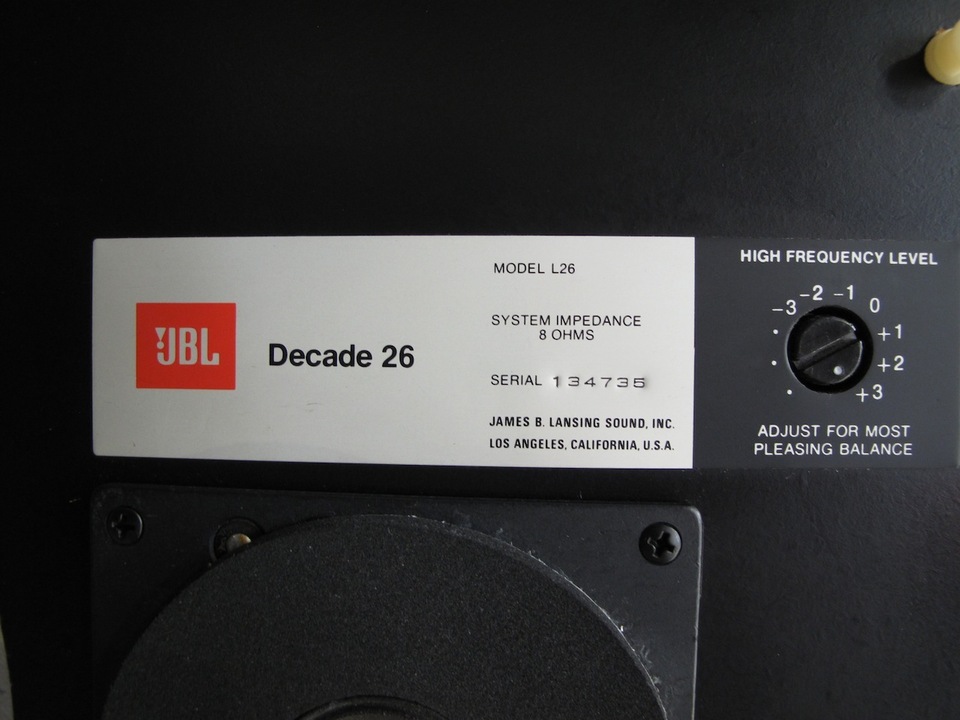 JBL
Decade 26
MODEL L26
SYSTEM IMPEDANCE
8 OHMS
SERIAL 134735
JAMES B. LANSING SOUND, INC.
LOS ANGELES, CALIFORNIA, U.S.A.
HIGH FREQUENCY LEVEL
-3 -2 -1 0 +1 +2 +3
ADJUST FOR MOST
PLEASING BALANCE